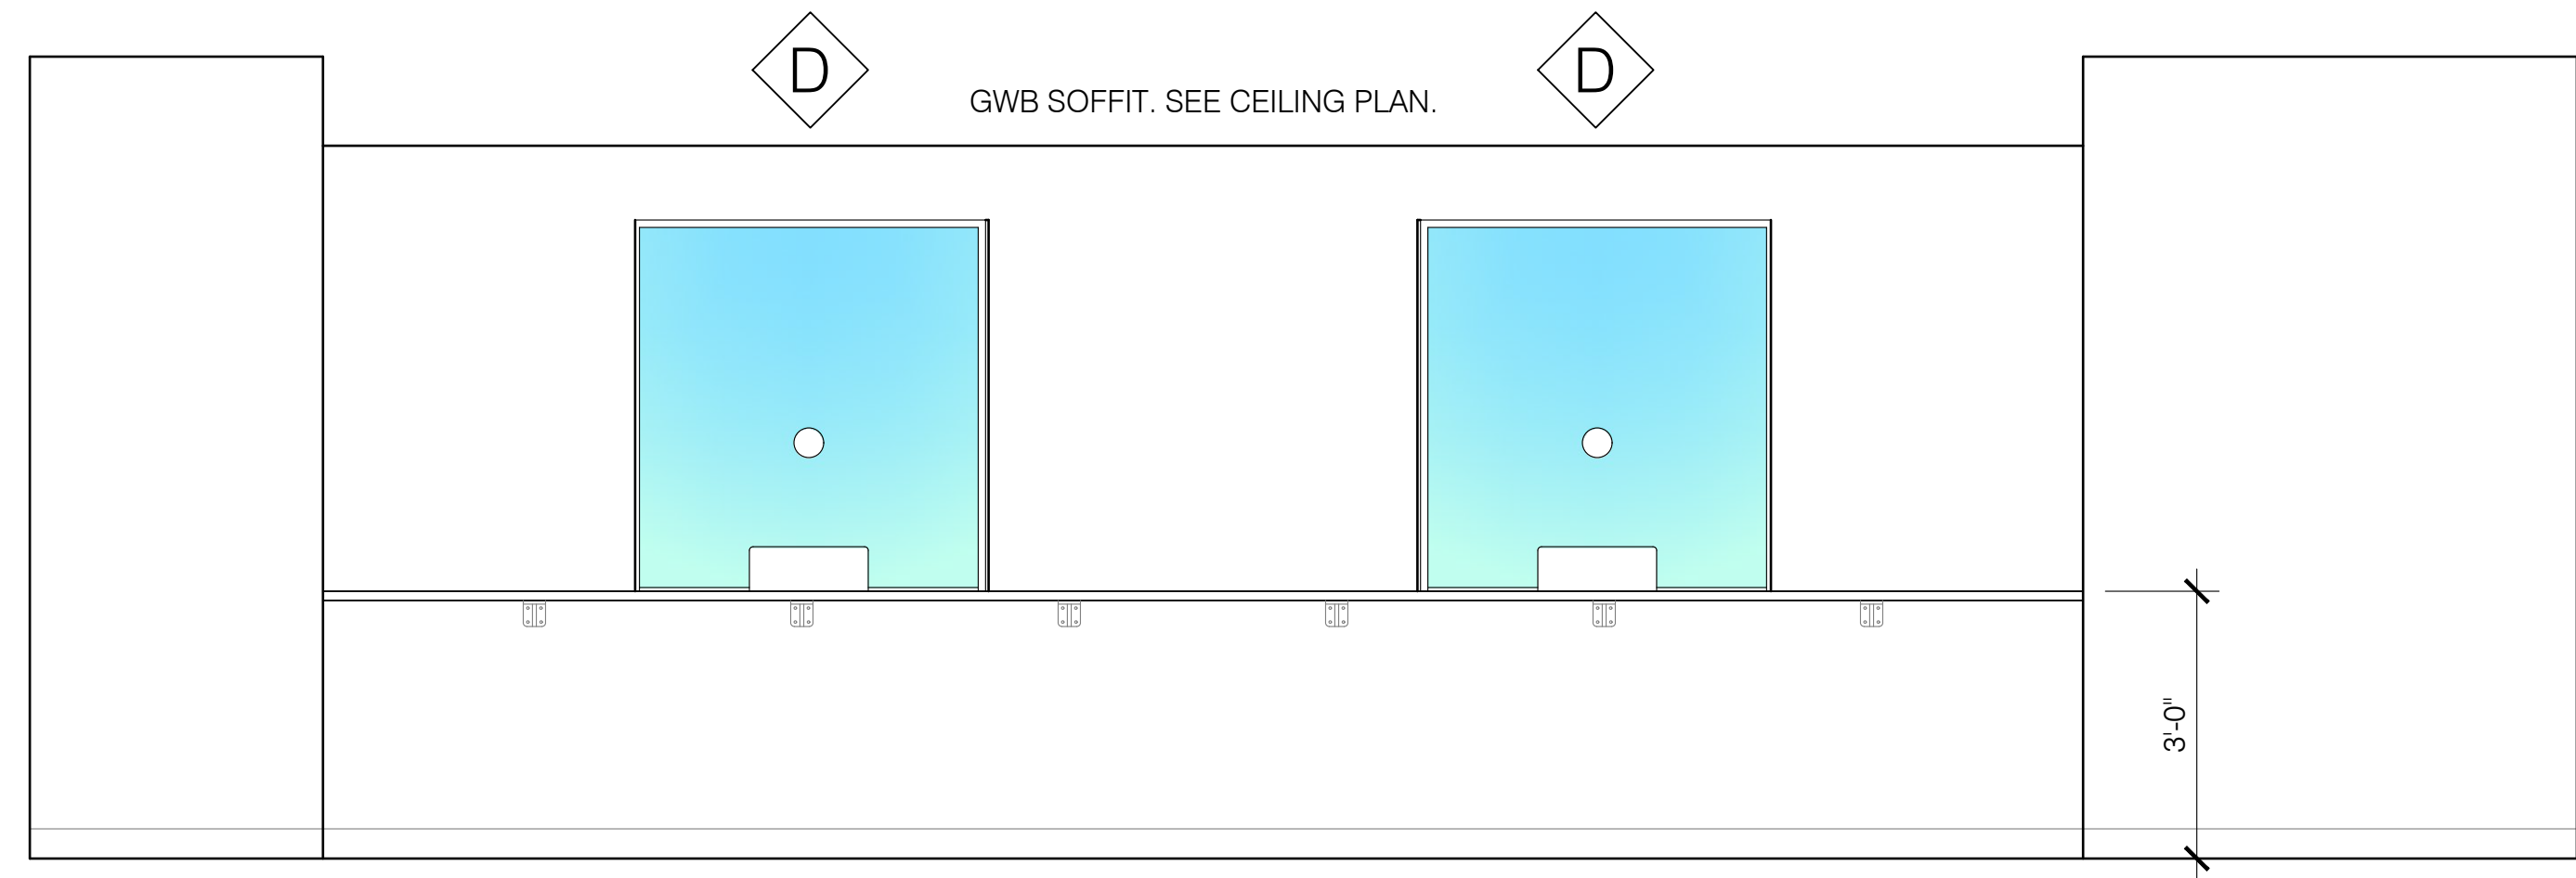 D
D
GWB SOFFIT. SEE CEILING PLAN.
3'-0"